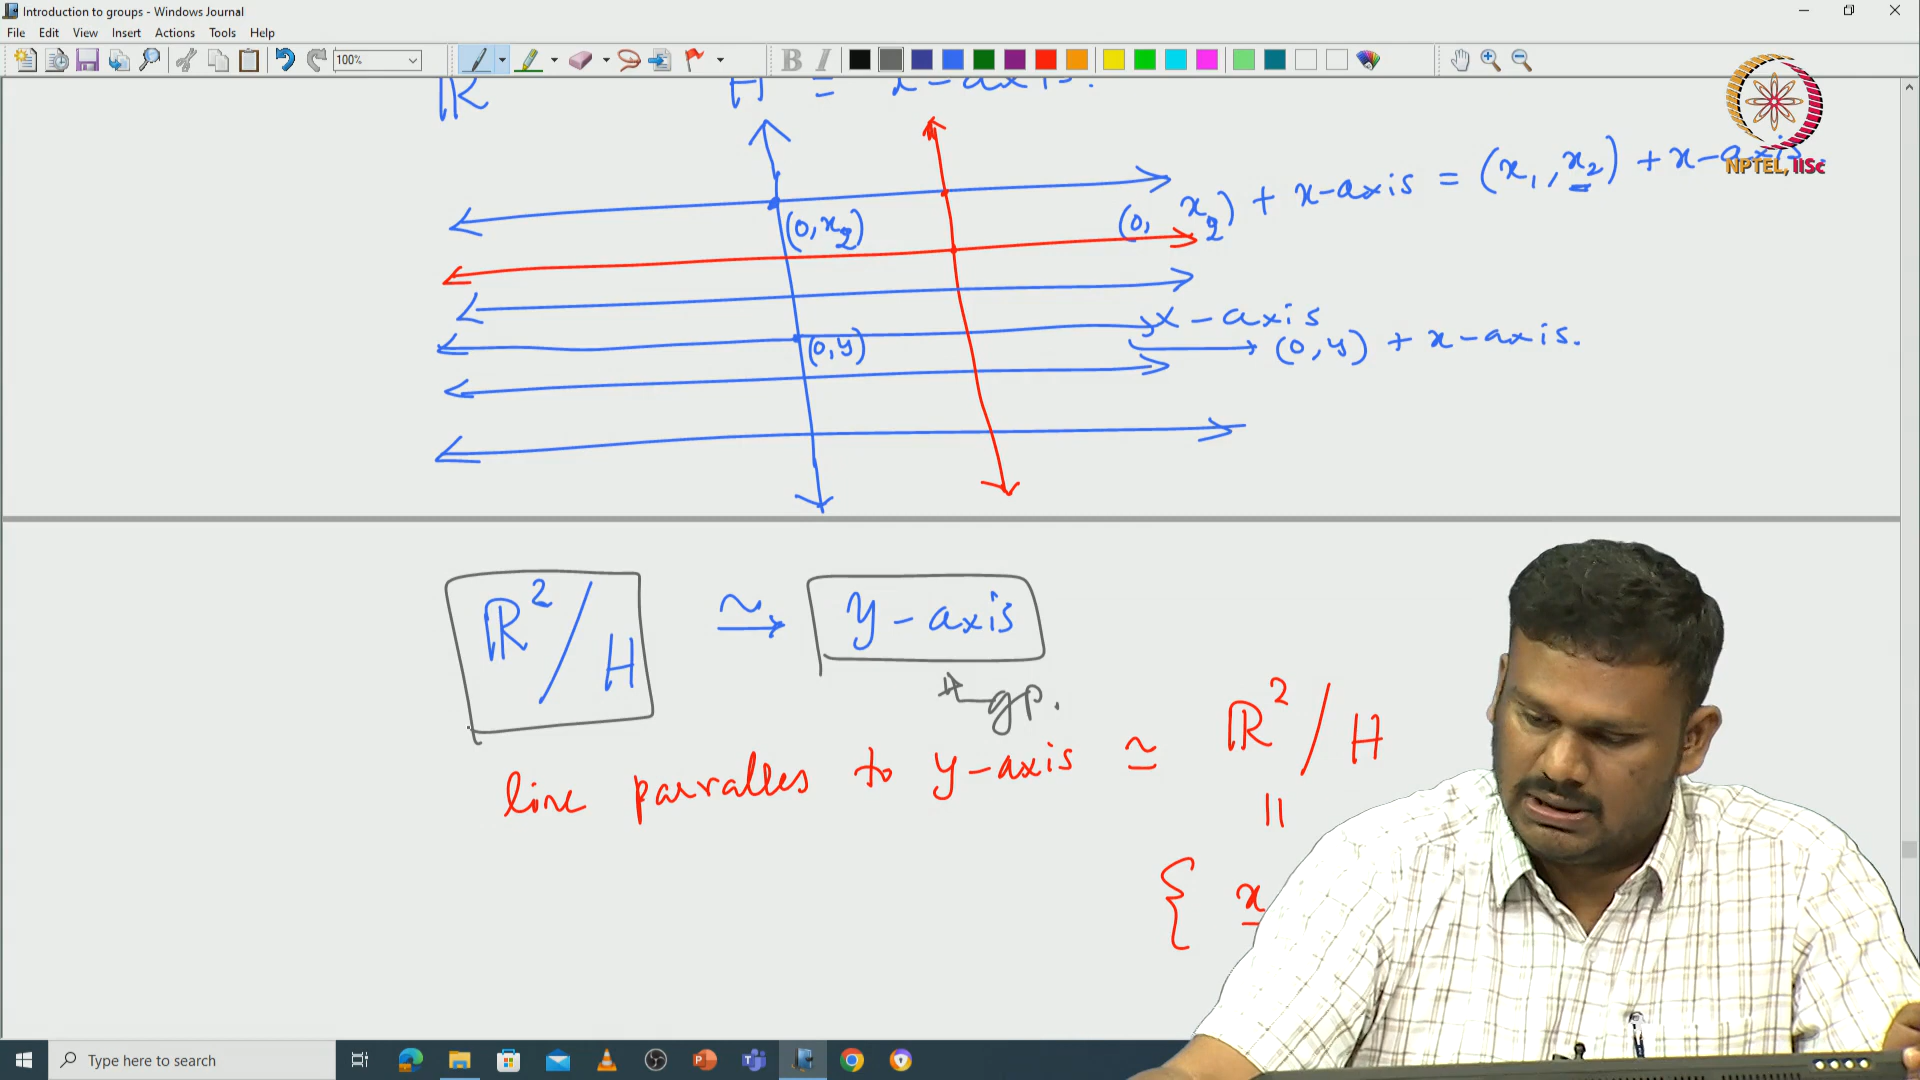 Introduction to groups - Windows Journal
File Edit View Insert Actions Tools Help
100%
B I
H = x-axis.
NPTEL, IISc
(0, x2) + x-axis = (x1, x2) + x-axis.
(0, x2)
x-axis
(0, y)
(0, y) + x-axis.
R2/H ≃ y-axis
gp.
line parralles to y-axis ≃ R2/H
||
{ x
Type here to search